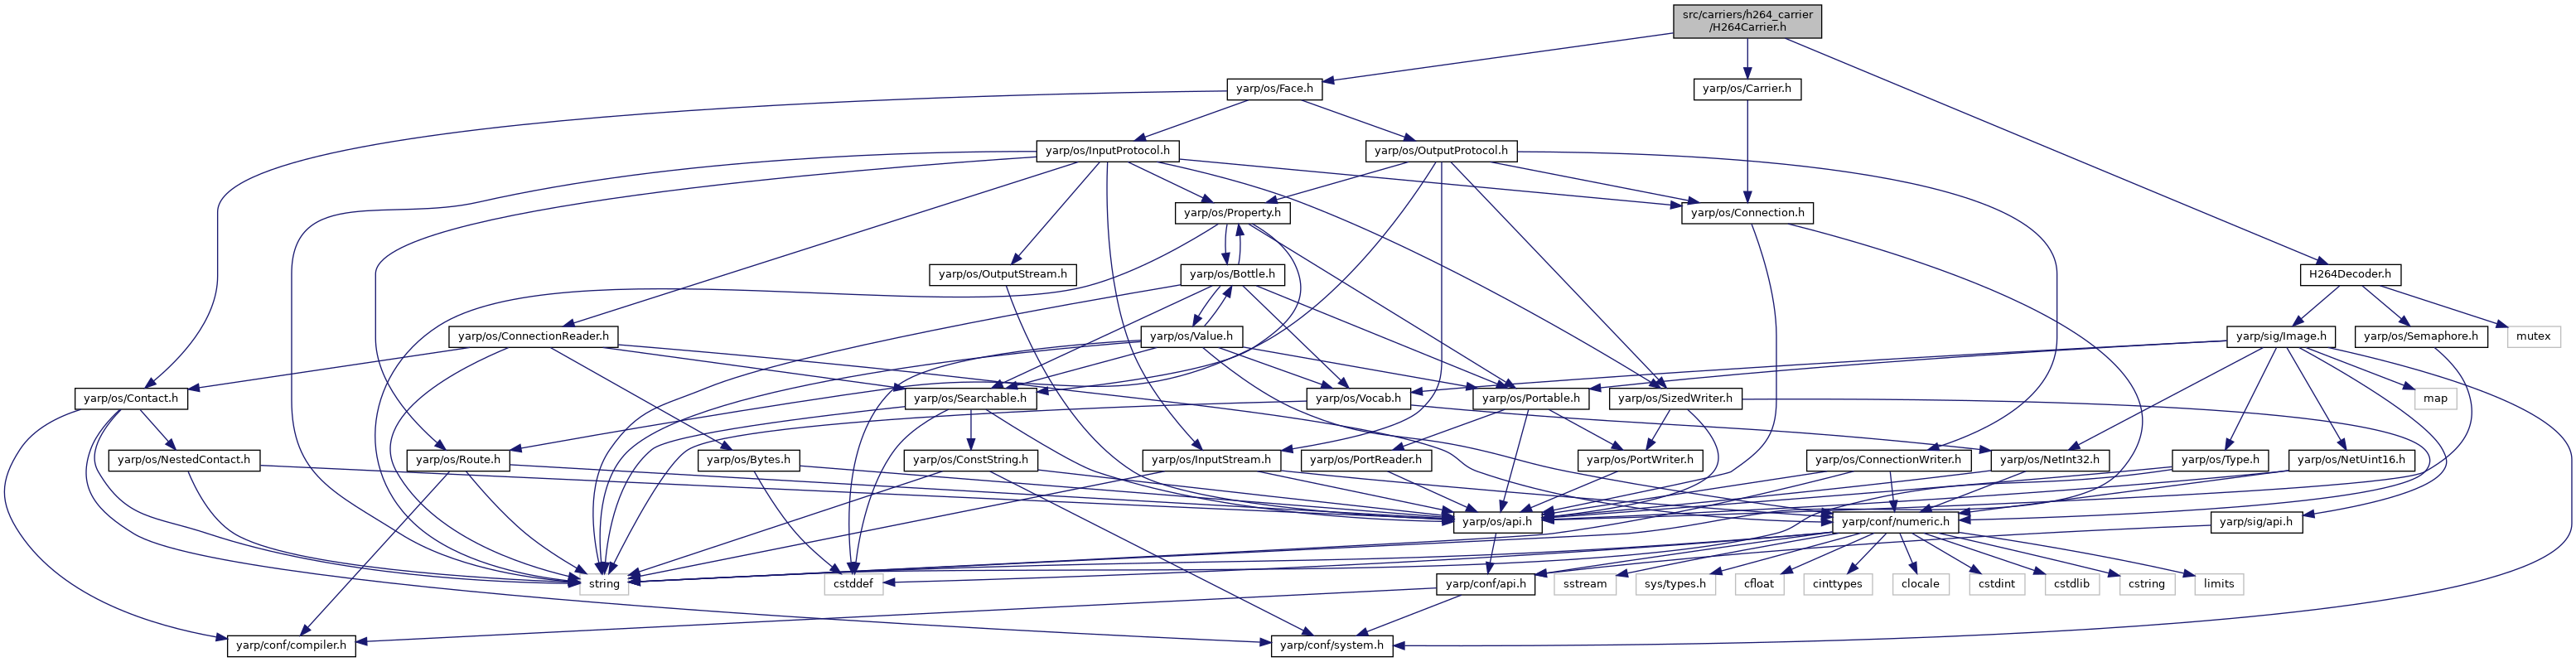 src/carriers/h264_carrier
/H264Carrier.h
yarp/os/Face.h
yarp/os/Carrier.h
yarp/os/InputProtocol.h
yarp/os/OutputProtocol.h
yarp/os/Property.h
yarp/os/Connection.h
yarp/os/OutputStream.h
yarp/os/Bottle.h
H264Decoder.h
yarp/os/ConnectionReader.h
yarp/os/Value.h
yarp/sig/Image.h
yarp/os/Semaphore.h
mutex
yarp/os/Contact.h
yarp/os/Searchable.h
yarp/os/Vocab.h
yarp/os/Portable.h
yarp/os/SizedWriter.h
map
yarp/os/NestedContact.h
yarp/os/Route.h
yarp/os/Bytes.h
yarp/os/ConstString.h
yarp/os/InputStream.h
yarp/os/PortReader.h
yarp/os/PortWriter.h
yarp/os/ConnectionWriter.h
yarp/os/NetInt32.h
yarp/os/Type.h
yarp/os/NetUint16.h
yarp/os/api.h
yarp/conf/numeric.h
yarp/sig/api.h
string
cstddef
yarp/conf/api.h
sstream
sys/types.h
cfloat
cinttypes
clocale
cstdint
cstdlib
cstring
limits
yarp/conf/compiler.h
yarp/conf/system.h